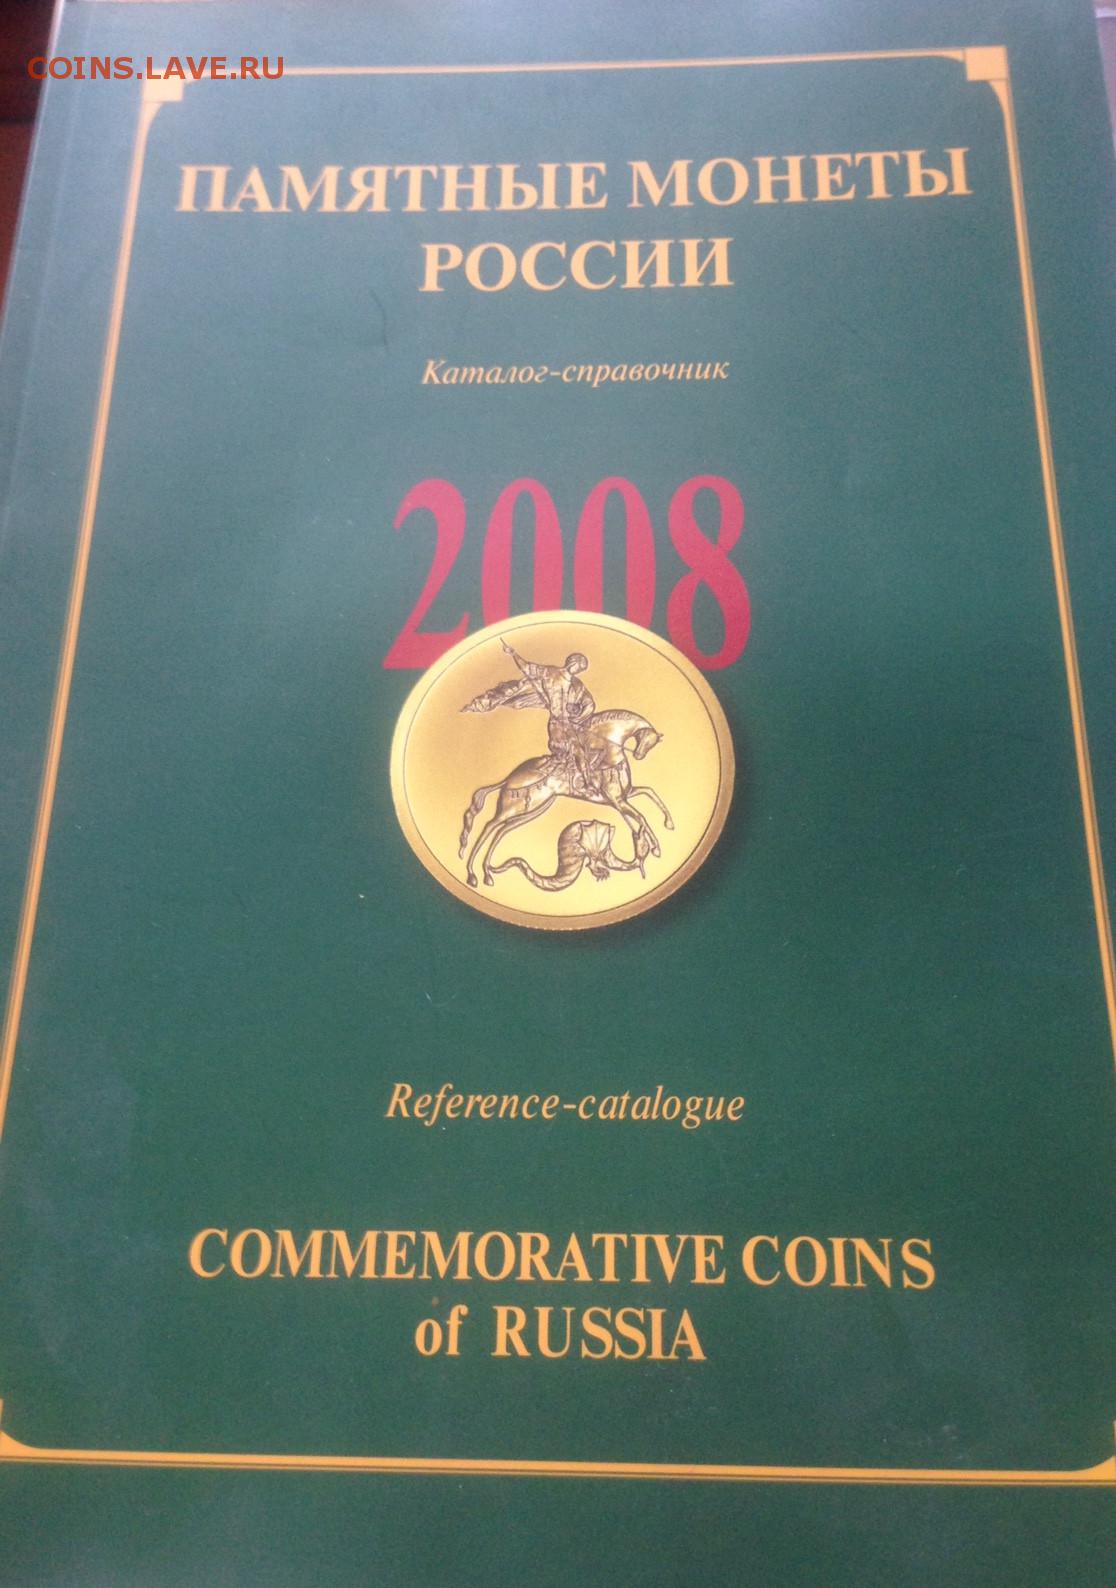 COINS.LAVE.RU
ПАМЯТНЫЕ МОНЕТЫ
РОССИИ
Каталог-справочник
2008
Reference-catalogue
COMMEMORATIVE COINS
of RUSSIA